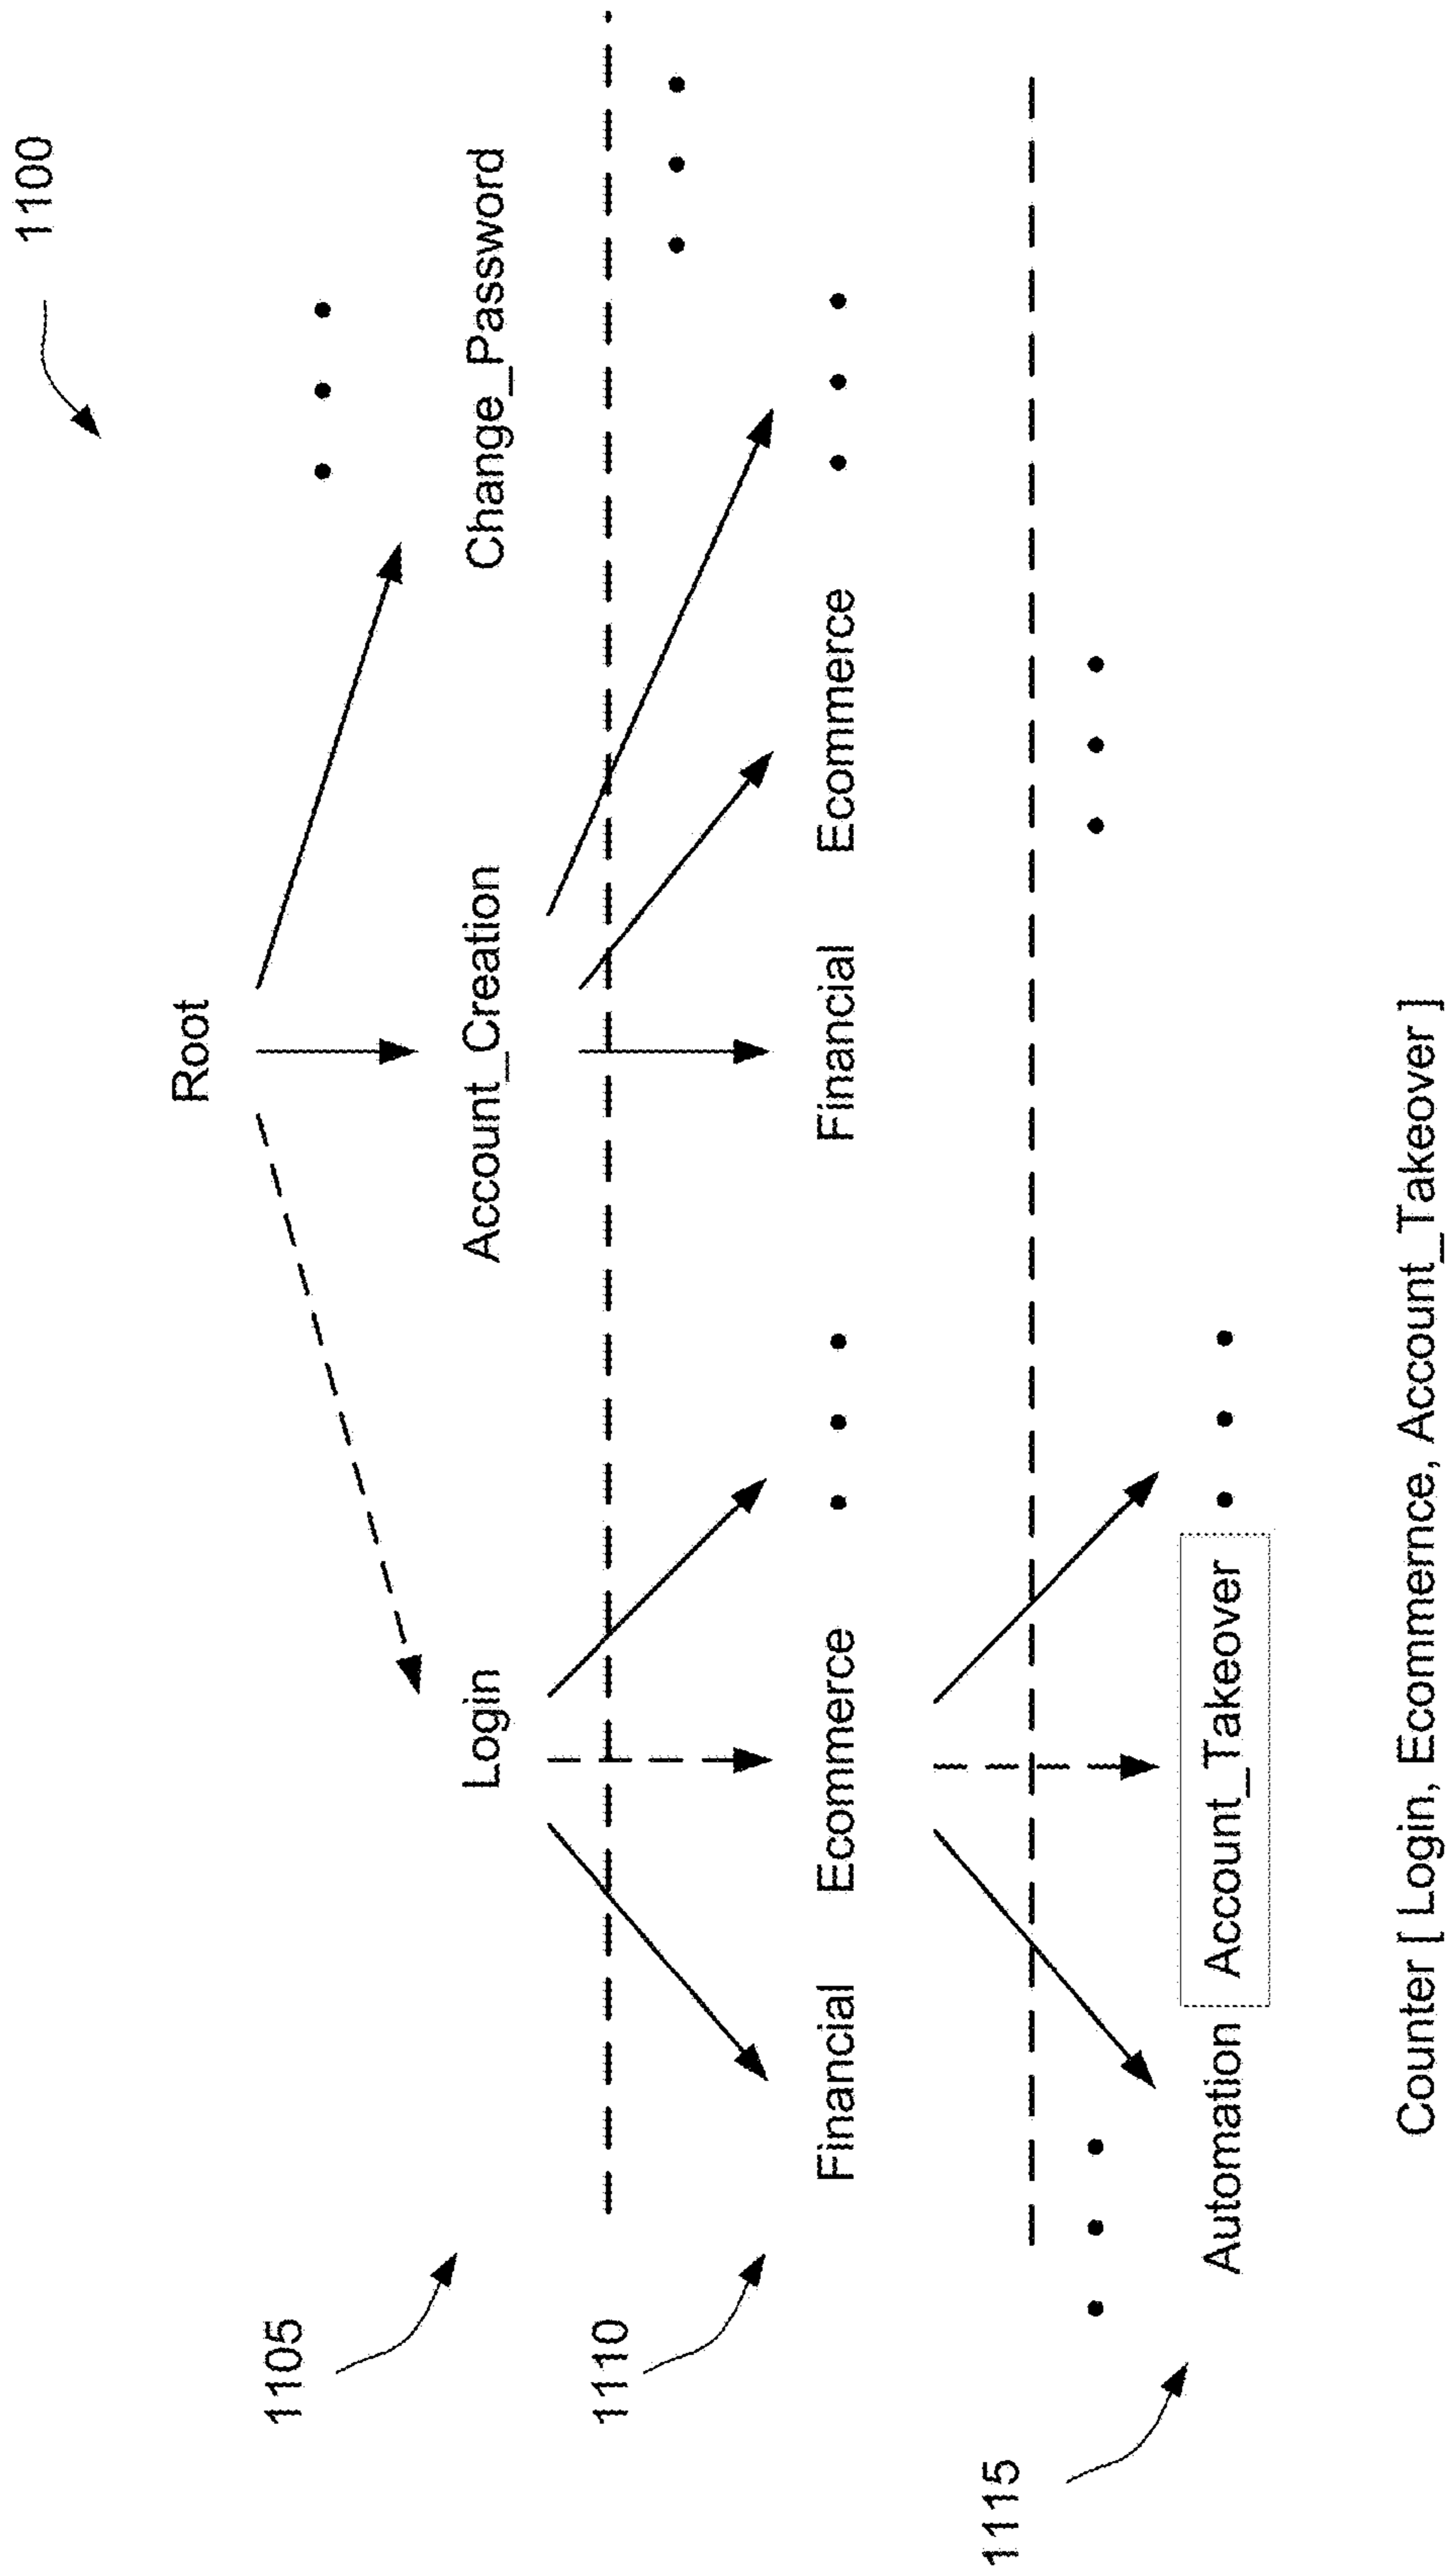 1100
Root
1105
Login Account_Creation Change_Password
1110
Financial Ecommerce Financial Ecommerce
1115
Automation Account_Takeover
Counter [ Login, Ecommernce, Account_Takeover ]